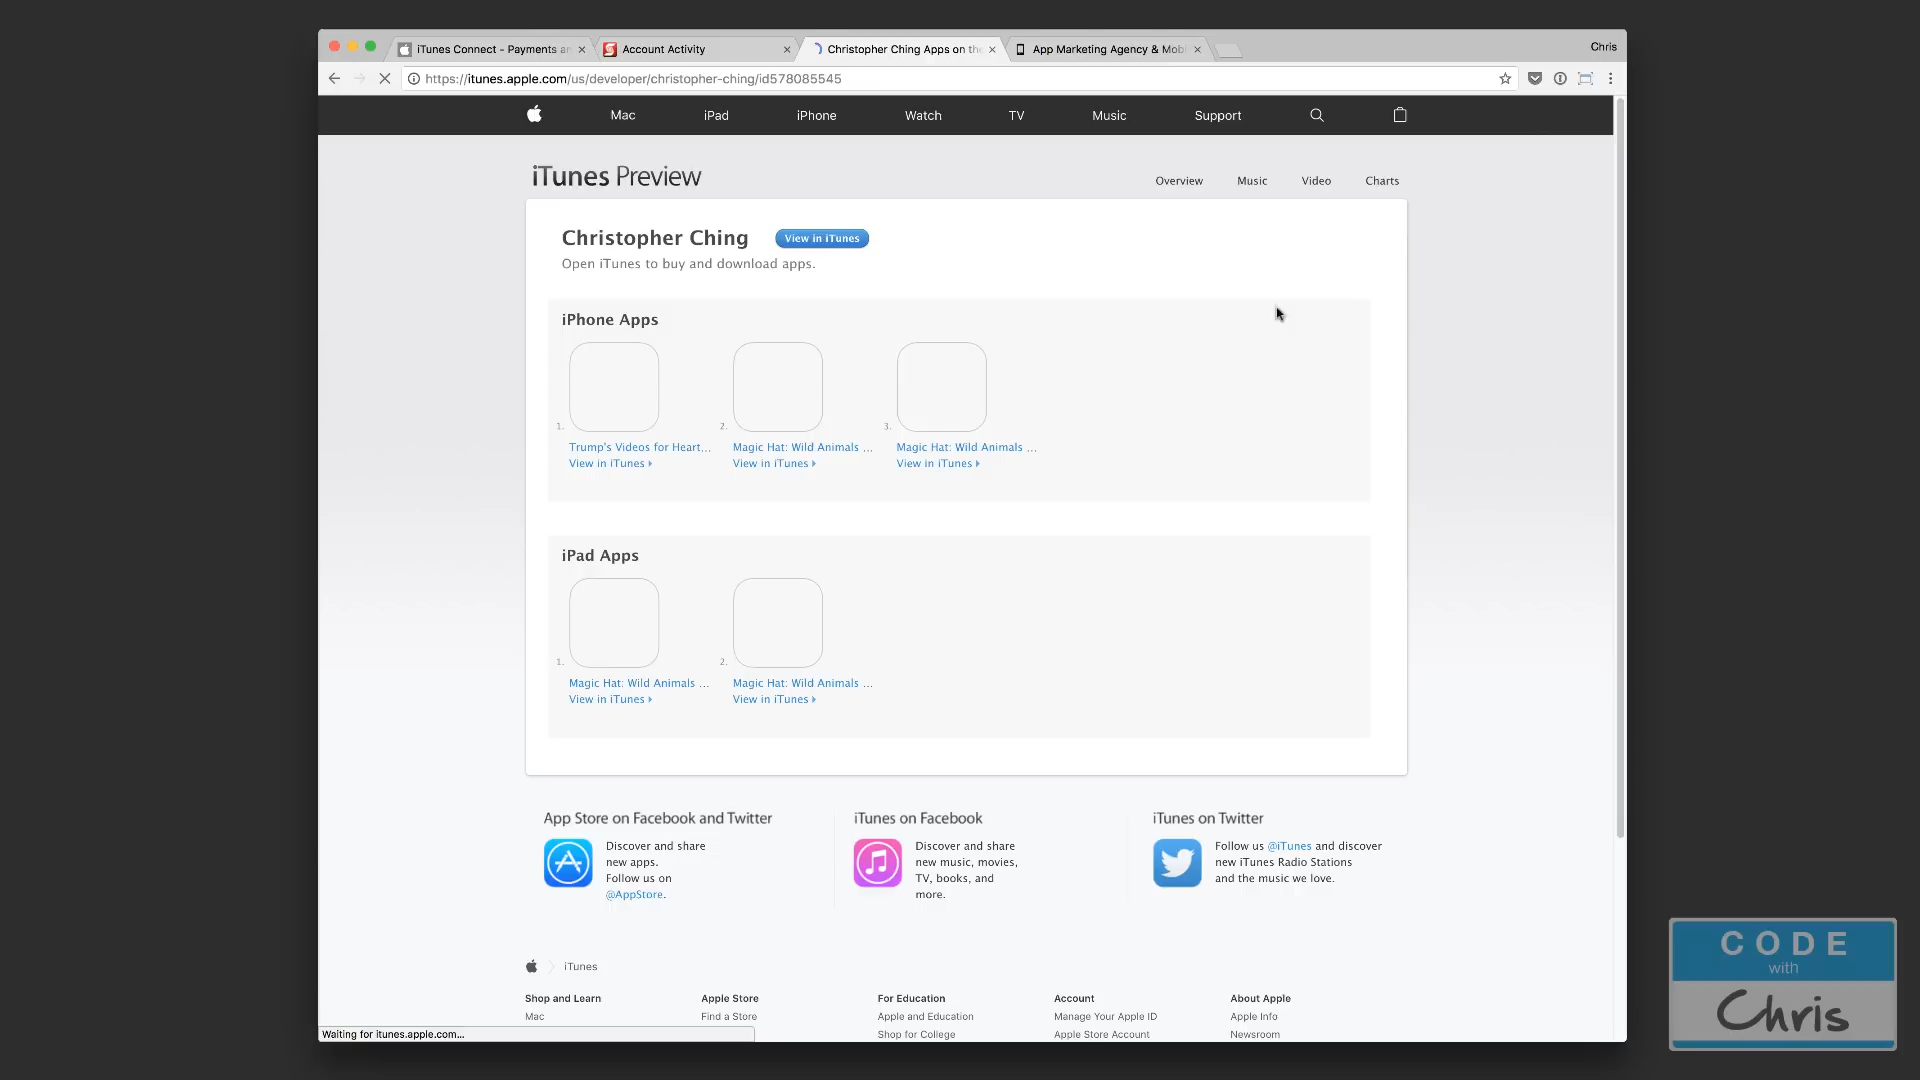 iTunes Connect - Payments an
Account Activity
Christopher Ching Apps on the
App Marketing Agency & Mobi
Chris
https://itunes.apple.com/us/developer/christopher-ching/id578085545
Mac iPad iPhone Watch TV Music Support
iTunes Preview
Overview Music Video Charts
Christopher Ching View in iTunes
Open iTunes to buy and download apps.
iPhone Apps
1. 2. 3.
Trump's Videos for Heart... Magic Hat: Wild Animals ... Magic Hat: Wild Animals ...
View in iTunes View in iTunes View in iTunes
iPad Apps
1. 2.
Magic Hat: Wild Animals ... Magic Hat: Wild Animals ...
View in iTunes View in iTunes
App Store on Facebook and Twitter
Discover and share
new apps.
Follow us on
@AppStore.
iTunes on Facebook
Discover and share
new music, movies,
TV, books, and
more.
iTunes on Twitter
Follow us @iTunes and discover
new iTunes Radio Stations
and the music we love.
iTunes
Shop and Learn Apple Store For Education Account About Apple
Mac Find a Store Apple and Education Manage Your Apple ID Apple Info
Shop for College Apple Store Account Newsroom
Waiting for itunes.apple.com...
CODE
with
Chris